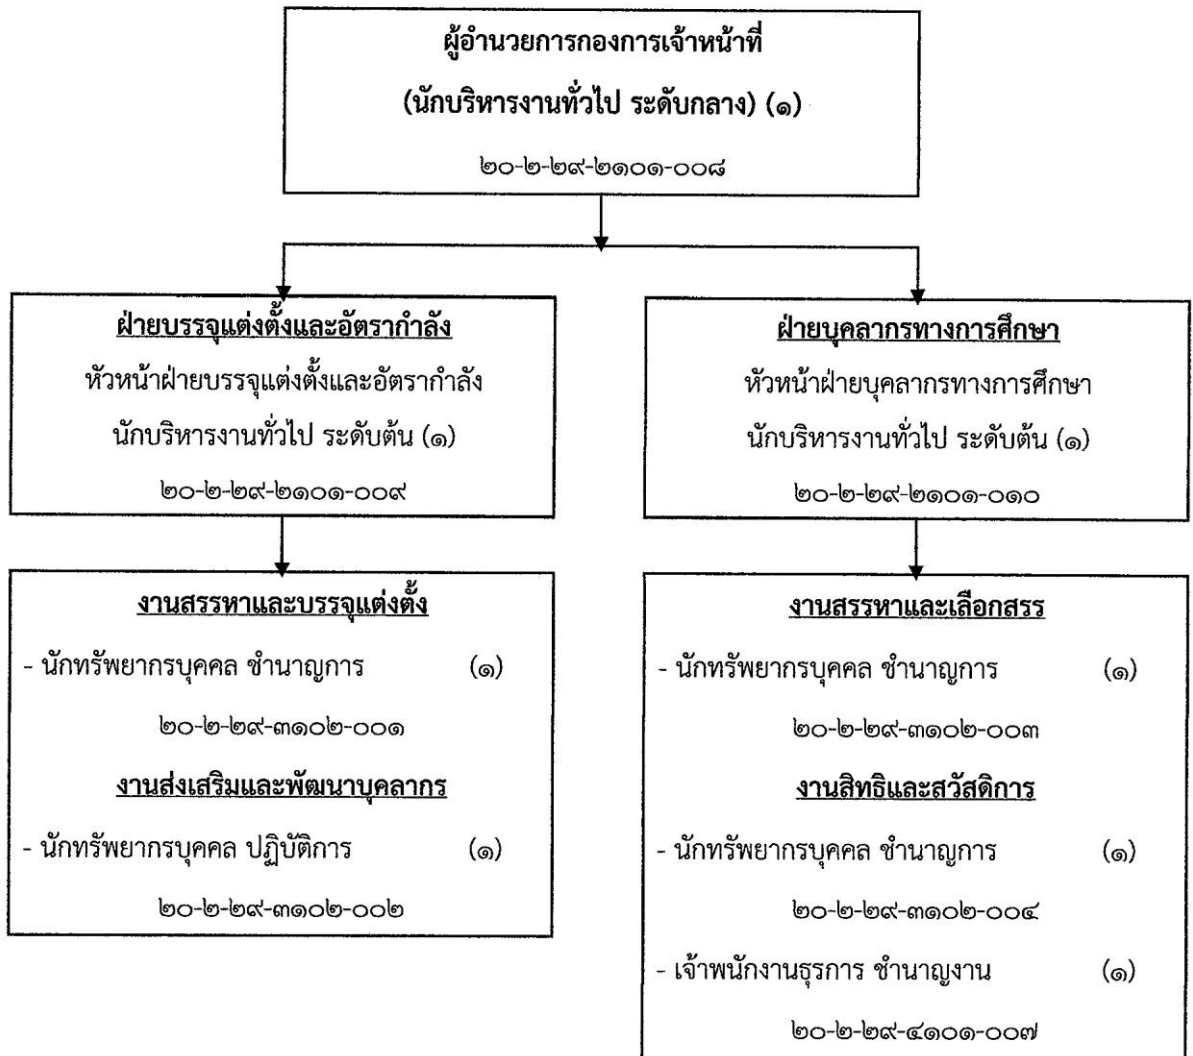 ผู้อำนวยการกองการเจ้าหน้าที่
(นักบริหารงานทั่วไป ระดับกลาง) (๑)
๒๐-๒-๒๙-๒๑๐๑-๐๐๘
ฝ่ายบรรจุแต่งตั้งและอัตรากำลัง
หัวหน้าฝ่ายบรรจุแต่งตั้งและอัตรากำลัง
นักบริหารงานทั่วไป ระดับต้น (๑)
๒๐-๒-๒๙-๒๑๐๑-๐๐๙
ฝ่ายบุคลากรทางการศึกษา
หัวหน้าฝ่ายบุคลากรทางการศึกษา
นักบริหารงานทั่วไป ระดับต้น (๑)
๒๐-๒-๒๙-๒๑๐๑-๐๑๐
งานสรรหาและบรรจุแต่งตั้ง
- นักทรัพยากรบุคคล ชำนาญการ (๑)
๒๐-๒-๒๙-๓๑๐๒-๐๐๑
งานส่งเสริมและพัฒนาบุคลากร
- นักทรัพยากรบุคคล ปฏิบัติการ (๑)
๒๐-๒-๒๙-๓๑๐๒-๐๐๒
งานสรรหาและเลือกสรร
- นักทรัพยากรบุคคล ชำนาญการ (๑)
๒๐-๒-๒๙-๓๑๐๒-๐๐๓
งานสิทธิและสวัสดิการ
- นักทรัพยากรบุคคล ชำนาญการ (๑)
๒๐-๒-๒๙-๓๑๐๒-๐๐๔
- เจ้าพนักงานธุรการ ชำนาญงาน (๑)
๒๐-๒-๒๙-๔๑๐๑-๐๐๗